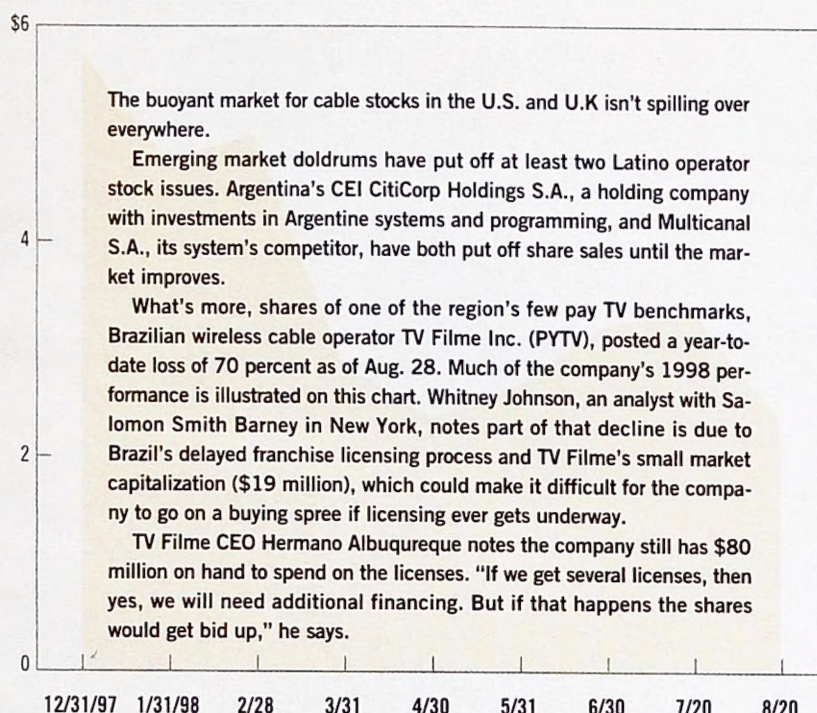 $6
The buoyant market for cable stocks in the U.S. and U.K isn't spilling over
everywhere.
Emerging market doldrums have put off at least two Latino operator
stock issues. Argentina's CEI CitiCorp Holdings S.A., a holding company
with investments in Argentine systems and programming, and Multicanal
4
S.A., its system's competitor, have both put off share sales until the mar-
ket improves.
What's more, shares of one of the region's few pay TV benchmarks,
Brazilian wireless cable operator TV Filme Inc. (PYTV), posted a year-to-
date loss of 70 percent as of Aug. 28. Much of the company's 1998 per-
formance is illustrated on this chart. Whitney Johnson, an analyst with Sa-
lomon Smith Barney in New York, notes part of that decline is due to
2
Brazil's delayed franchise licensing process and TV Filme's small market
capitalization ($19 million), which could make it difficult for the compa-
ny to go on a buying spree if licensing ever gets underway.
TV Filme CEO Hermano Albuqureque notes the company still has $80
million on hand to spend on the licenses. “If we get several licenses, then
yes, we will need additional financing. But if that happens the shares
would get bid up,” he says.
0
12/31/97 1/31/98 2/28 3/31 4/30 5/31 6/30 7/20 8/20